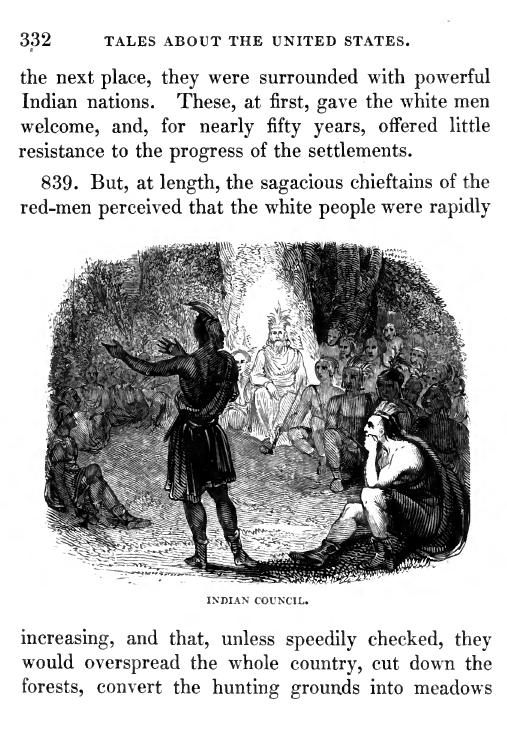 332 TALES ABOUT THE UNITED STATES.
the next place, they were surrounded with powerful
Indian nations. These, at first, gave the white men
welcome, and, for nearly fifty years, offered little
resistance to the progress of the settlements.
839. But, at length, the sagacious chieftains of the
red-men perceived that the white people were rapidly
INDIAN COUNCIL.
increasing, and that, unless speedily checked, they
would overspread the whole country, cut down the
forests, convert the hunting grounds into meadows